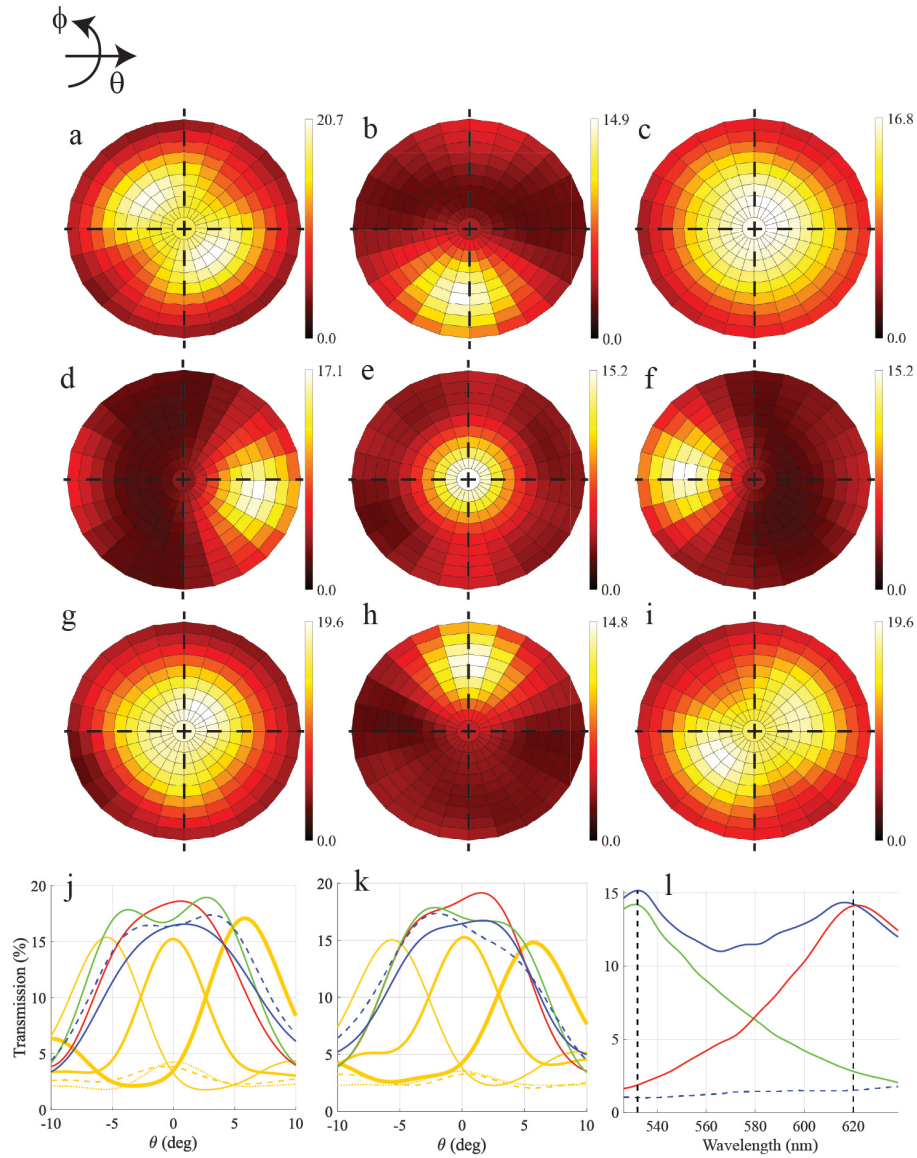 ϕ
θ
a 20.7 b 14.9 c 16.8
0.0 0.0 0.0
d 17.1 e 15.2 f 15.2
0.0 0.0 0.0
g 19.6 h 14.8 i 19.6
0.0 0.0 0.0
j k l
20 20 15
15 15 10
10 10 5
5 5 0
0 0
-10 -5 0 5 10 -10 -5 0 5 10 540 560 580 600 620
Transmission (%)
θ (deg) θ (deg) Wavelength (nm)